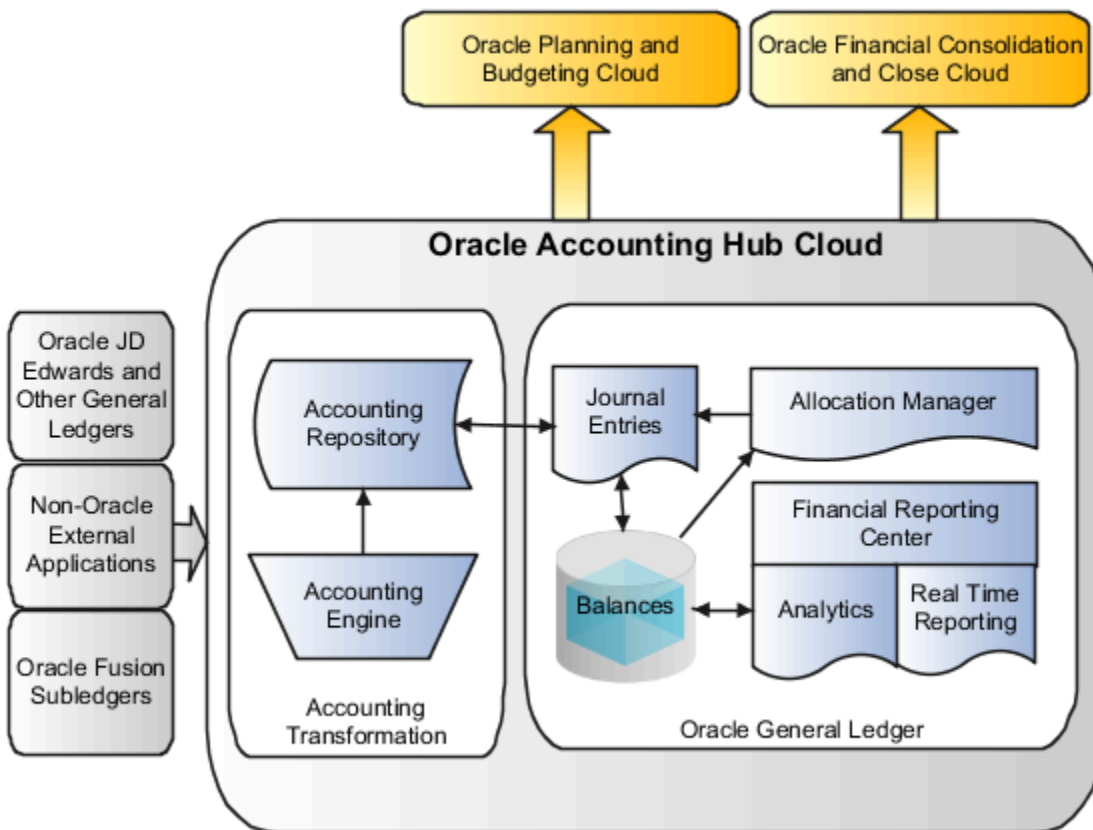 Oracle Planning and
Budgeting Cloud
Oracle Financial Consolidation
and Close Cloud
Oracle Accounting Hub Cloud
Oracle JD
Edwards and
Other General
Ledgers
Non-Oracle
External
Applications
Oracle Fusion
Subledgers
Accounting
Repository
Accounting
Engine
Accounting
Transformation
Journal
Entries
Allocation Manager
Financial Reporting
Center
Balances
Analytics
Real Time
Reporting
Oracle General Ledger